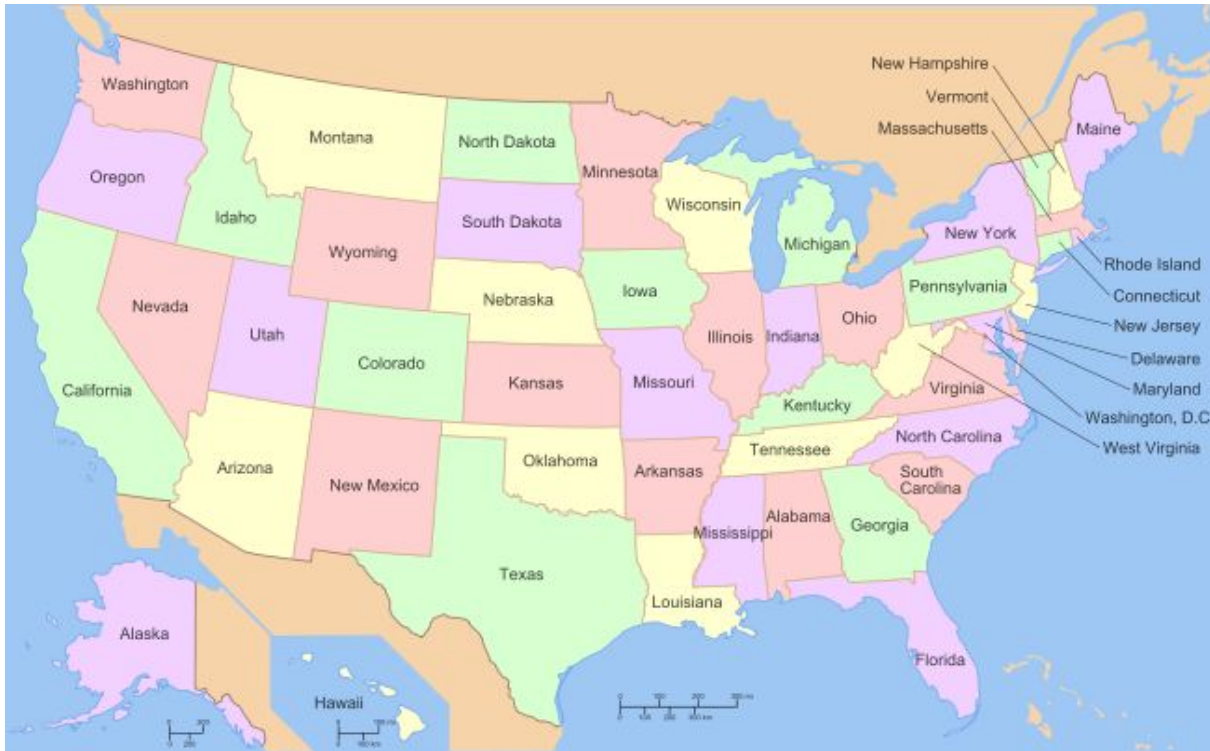 New Hampshire
Vermont
Massachusetts
Washington
Montana
North Dakota
Minnesota
Maine
Oregon
Idaho
Wisconsin
South Dakota
Wyoming
Michigan
New York
Rhode Island
Nevada
Nebraska
Iowa
Pennsylvania
Connecticut
Utah
Illinois
Indiana
Ohio
New Jersey
California
Colorado
Kansas
Missouri
Delaware
Virginia
Maryland
Kentucky
Washington, D.C
North Carolina
Tennessee
West Virginia
Arizona
New Mexico
Oklahoma
Arkansas
South
Carolina
Mississippi
Alabama
Georgia
Texas
Louisiana
Alaska
Florida
Hawaii